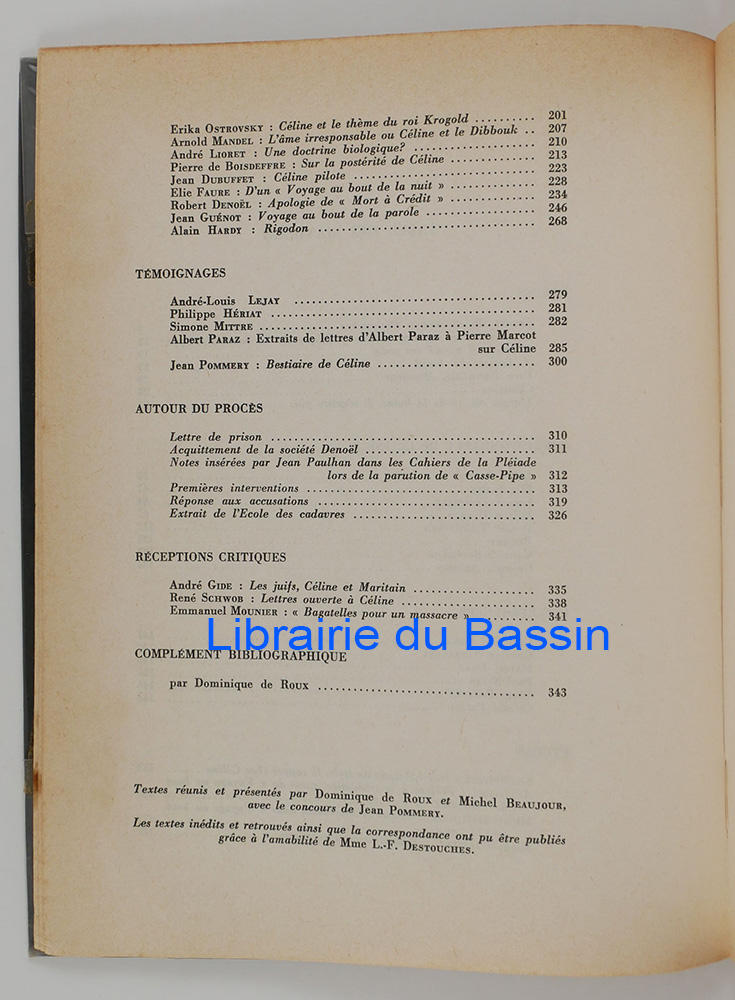 Erika OSTROVSKY : Céline et le thème du roi Krogold .......... 201
Arnold MANDEL : L'âme irresponsable ou Céline et le Dibbouk .. 207
André LIORET : Une doctrine biologique? .................... 210
Pierre de BOISDEFFRE : Sur la postérité de Céline ............. 213
Jean DUBUFFET : Céline pilote ............................. 223
Elie FAURE : D'un « Voyage au bout de la nuit » ............. 228
Robert DENOËL : Apologie de « Mort à Crédit » .............. 234
Jean GUÉNOT : Voyage au bout de la parole ................. 246
Alain HARDY : Rigodon .................................. 268
TÉMOIGNAGES
André-Louis LEJAY ..................................... 279
Philippe HÉRIAT ........................................ 281
Simone MITTRE .......................................... 282
Albert PARAZ : Extraits de lettres d'Albert Paraz à Pierre Marcot
sur Céline 285
Jean POMMERY : Bestiaire de Céline ........................ 300
AUTOUR DU PROCÈS
Lettre de prison ........................................ 310
Acquittement de la société Denoël .......................... 311
Notes insérées par Jean Paulhan dans les Cahiers de la Pléiade
lors de la parution de « Casse-Pipe » 312
Premières interventions ................................... 313
Réponse aux accusations .................................. 319
Extrait de l'Ecole des cadavres ............................ 326
RÉCEPTIONS CRITIQUES
André GIDE : Les juifs, Céline et Maritain ................... 335
René SCHWOB : Lettres ouverte à Céline ..................... 338
Emmanuel MOUNIER : « Bagatelles pour un massacre » .......... 341
Librairie du Bassin
COMPLÉMENT BIBLIOGRAPHIQUE
par Dominique de ROUX .................................. 343
Textes réunis et présentés par Dominique de ROUX et Michel BEAUJOUR,
avec le concours de Jean POMMERY.
Les textes inédits et retrouvés ainsi que la correspondance ont pu être publiés
grâce à l'amabilité de Mme L.-F. DESTOUCHES.